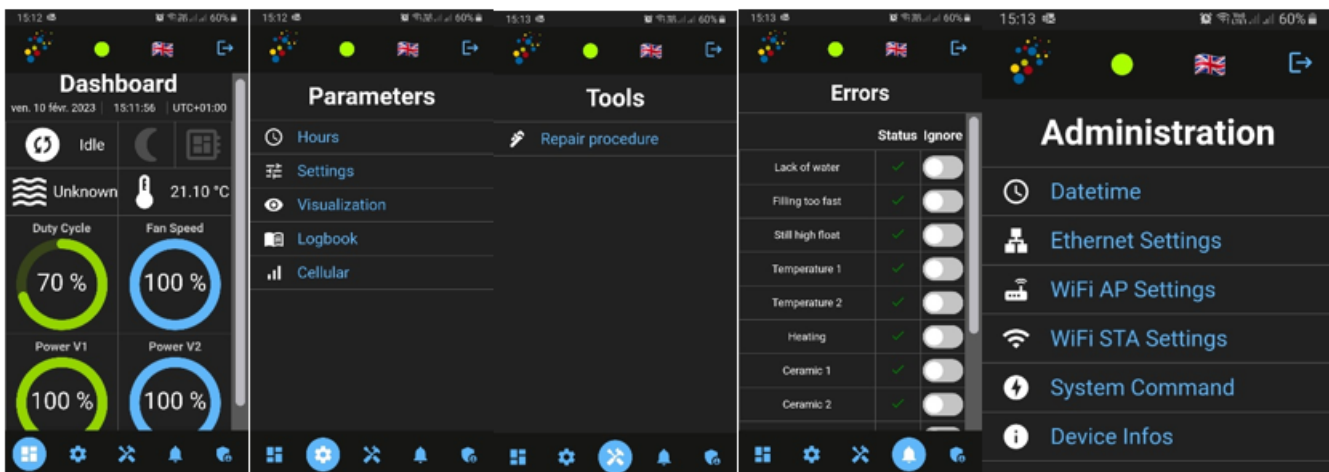 15:12
60%
Dashboard
ven. 10 févr. 2023 15:11:56 UTC+01:00
Idle
Unknown 21.10 °C
Duty Cycle Fan Speed
70 % 100 %
Power V1 Power V2
100 % 100 %
15:12
60%
Parameters
Hours
Settings
Visualization
Logbook
Cellular
15:13
60%
Tools
Repair procedure
15:13
60%
Errors
Status Ignore
Lack of water
Filling too fast
Still high float
Temperature 1
Temperature 2
Heating
Ceramic 1
Ceramic 2
15:13
60%
Administration
Datetime
Ethernet Settings
WiFi AP Settings
WiFi STA Settings
System Command
Device Infos